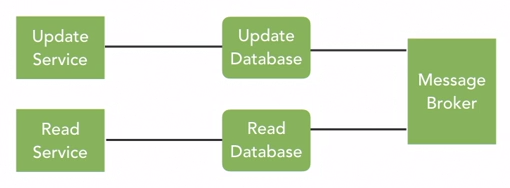 Update
Service
Update
Database
Message
Broker
Read
Service
Read
Database